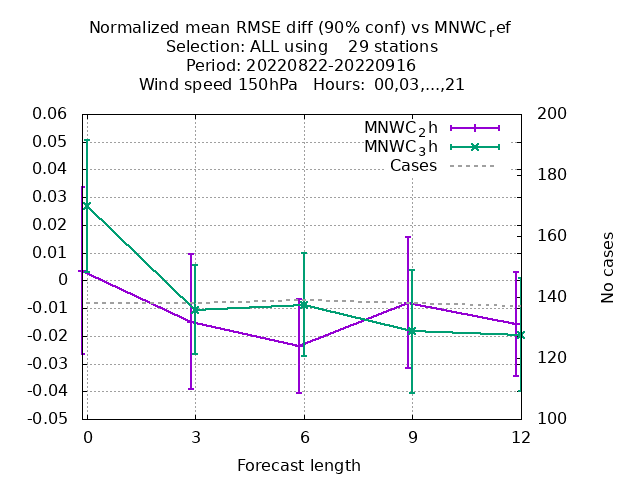 Normalized mean RMSE diff (90% conf) vs MNWC_ref
Selection: ALL using    29 stations
Period: 20220822-20220916
Wind speed 150hPa   Hours: 00,03,...,21
MNWC_2h
MNWC_3h
Cases
0.06
0.05
0.04
0.03
0.02
0.01
0
-0.01
-0.02
-0.03
-0.04
-0.05
200
180
160
140
120
100
No cases
0 3 6 9 12
Forecast length